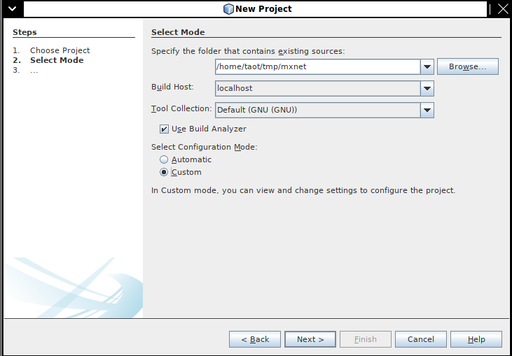 New Project
Steps
1. Choose Project
2. Select Mode
3. ...
Select Mode
Specify the folder that contains existing sources:
/home/taot/tmp/mxnet
Browse...
Build Host:
localhost
Tool Collection:
Default (GNU (GNU))
Use Build Analyzer
Select Configuration Mode:
Automatic
Custom
In Custom mode, you can view and change settings to configure the project.
< Back
Next >
Finish
Cancel
Help